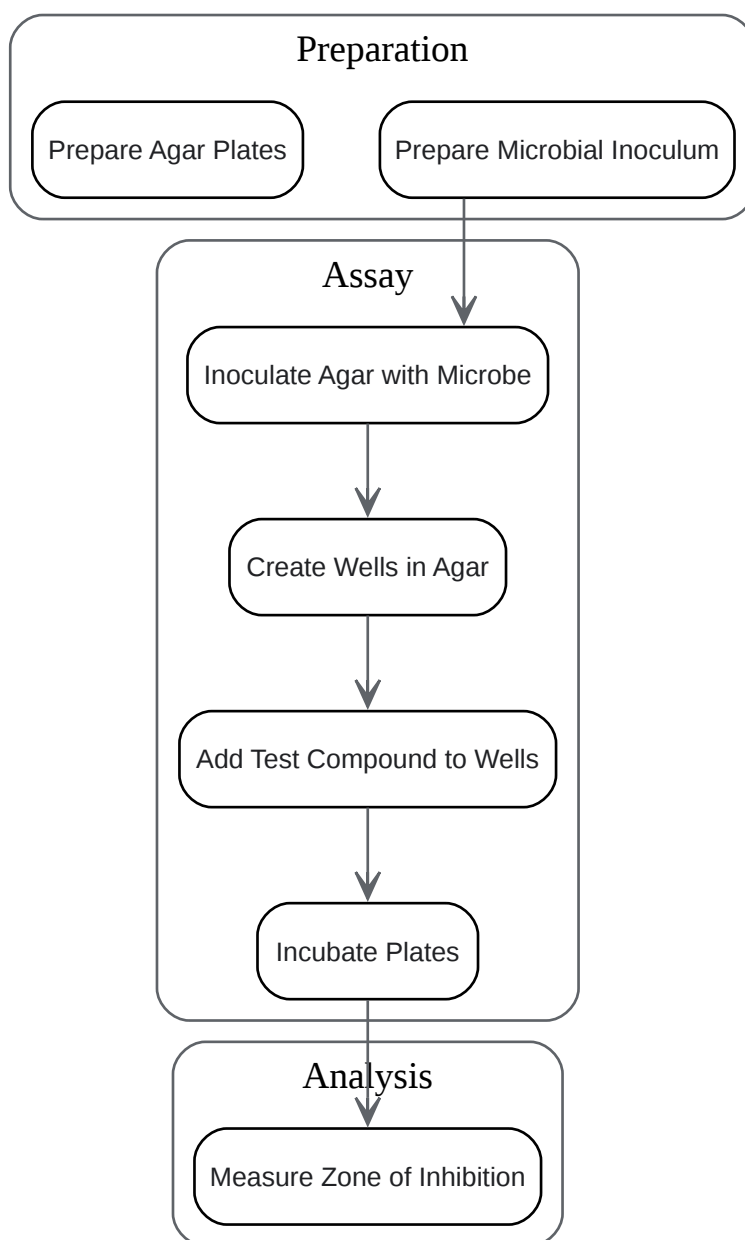 Preparation
Prepare Agar Plates
Prepare Microbial Inoculum
Assay
Inoculate Agar with Microbe
Create Wells in Agar
Add Test Compound to Wells
Incubate Plates
Analysis
Measure Zone of Inhibition